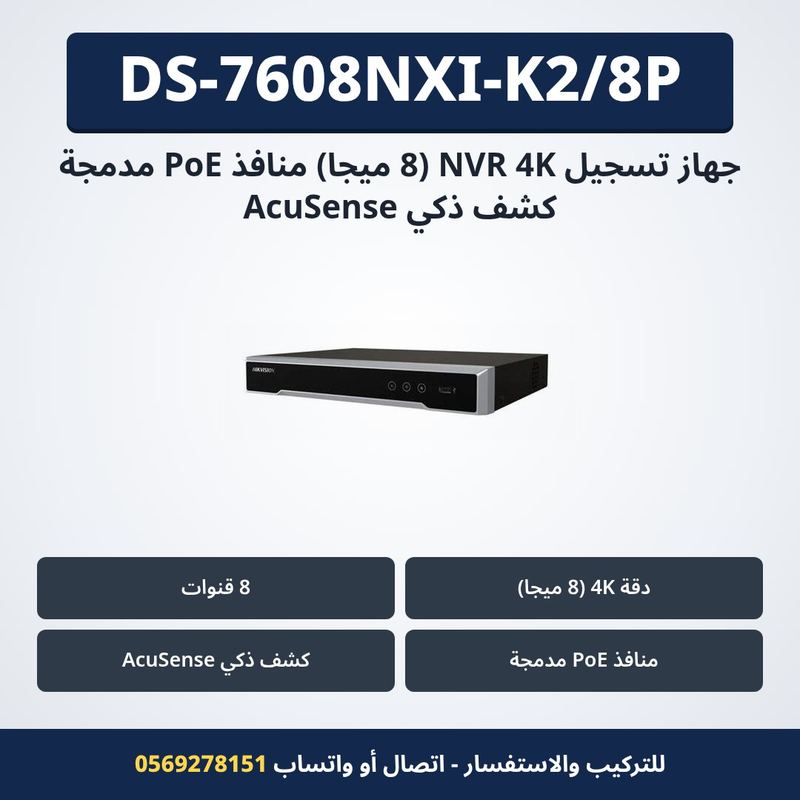 DS-7608NXI-K2/8P
جهاز تسجيل NVR 4K (8 ميجا) منافذ PoE مدمجة
كشف ذكي AcuSense
HIKVISION
دقة 4K (8 ميجا)
8 قنوات
منافذ PoE مدمجة
كشف ذكي AcuSense
للتركيب والاستفسار - اتصال أو واتساب 0569278151